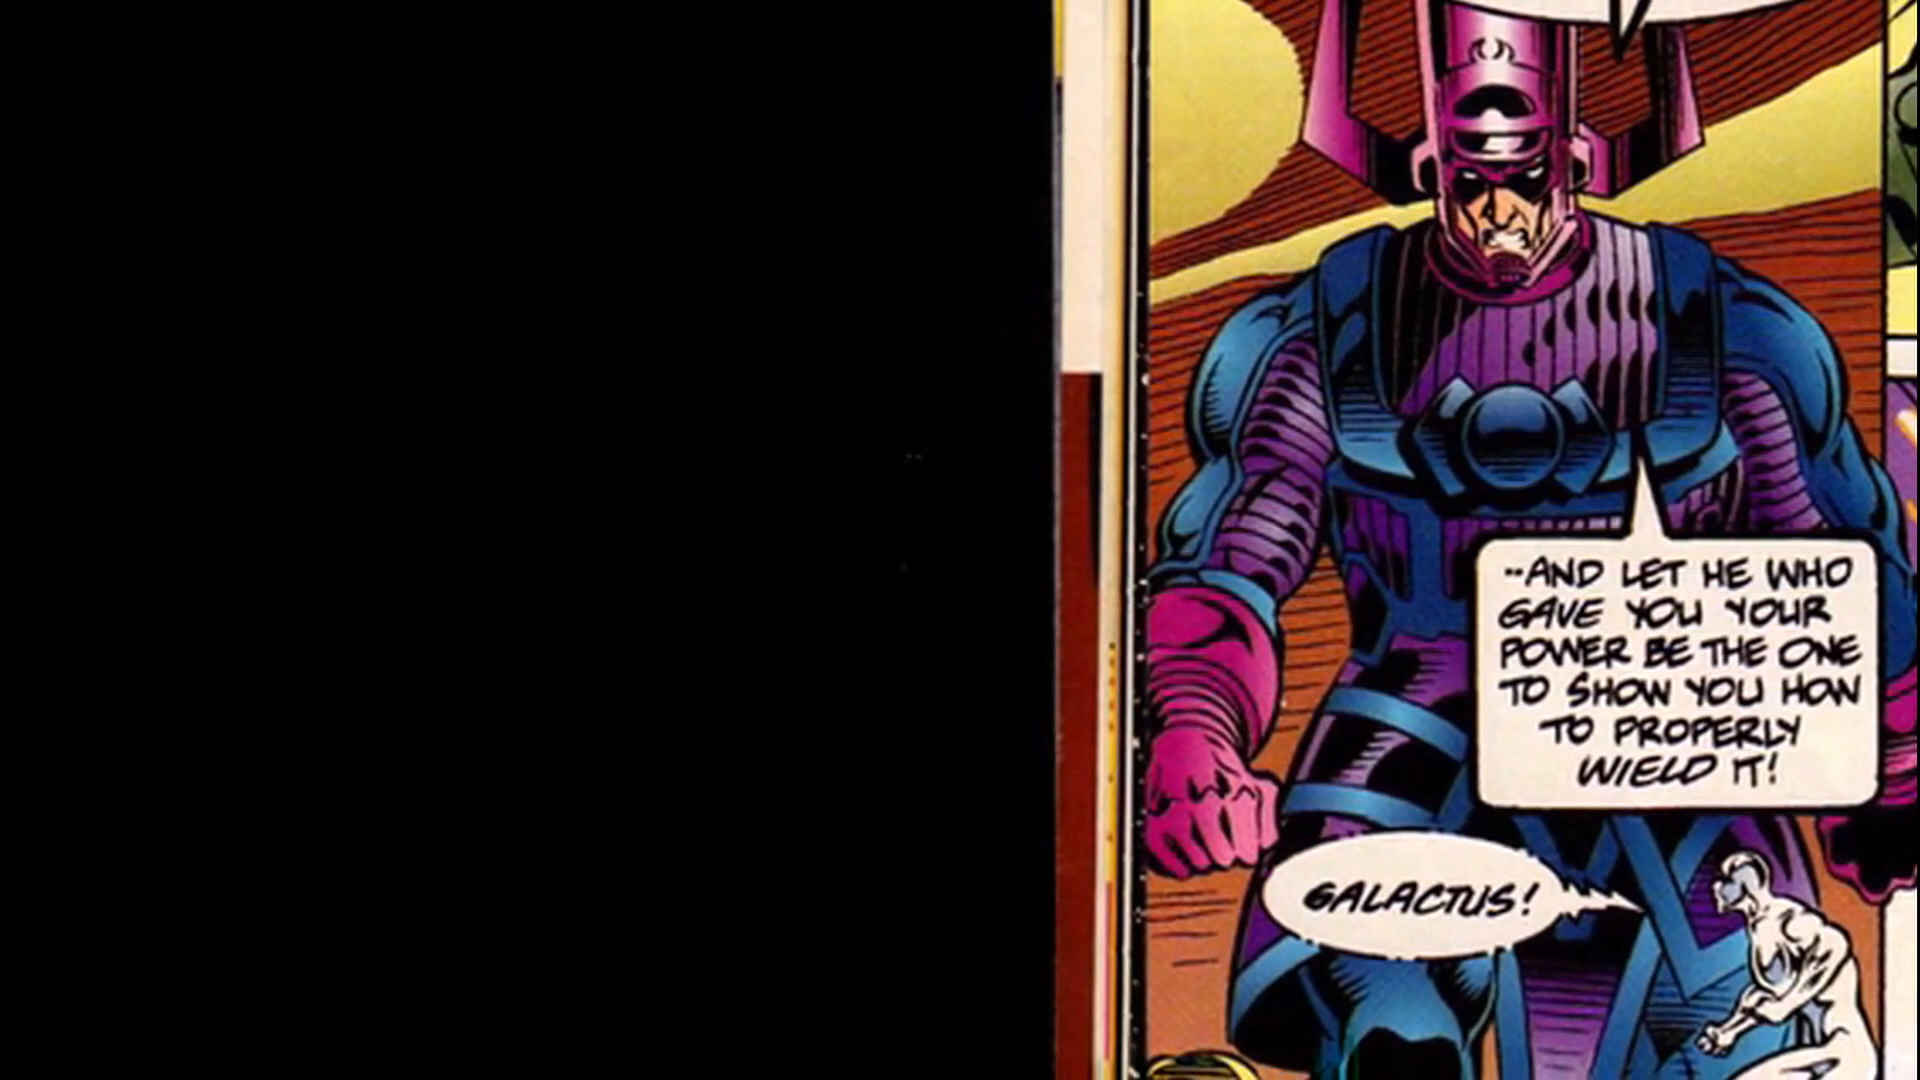 --AND LET HE WHO
GAVE YOU YOUR
POWER BE THE ONE
TO SHOW YOU HOW
TO PROPERLY
WIELD IT!
GALACTUS!